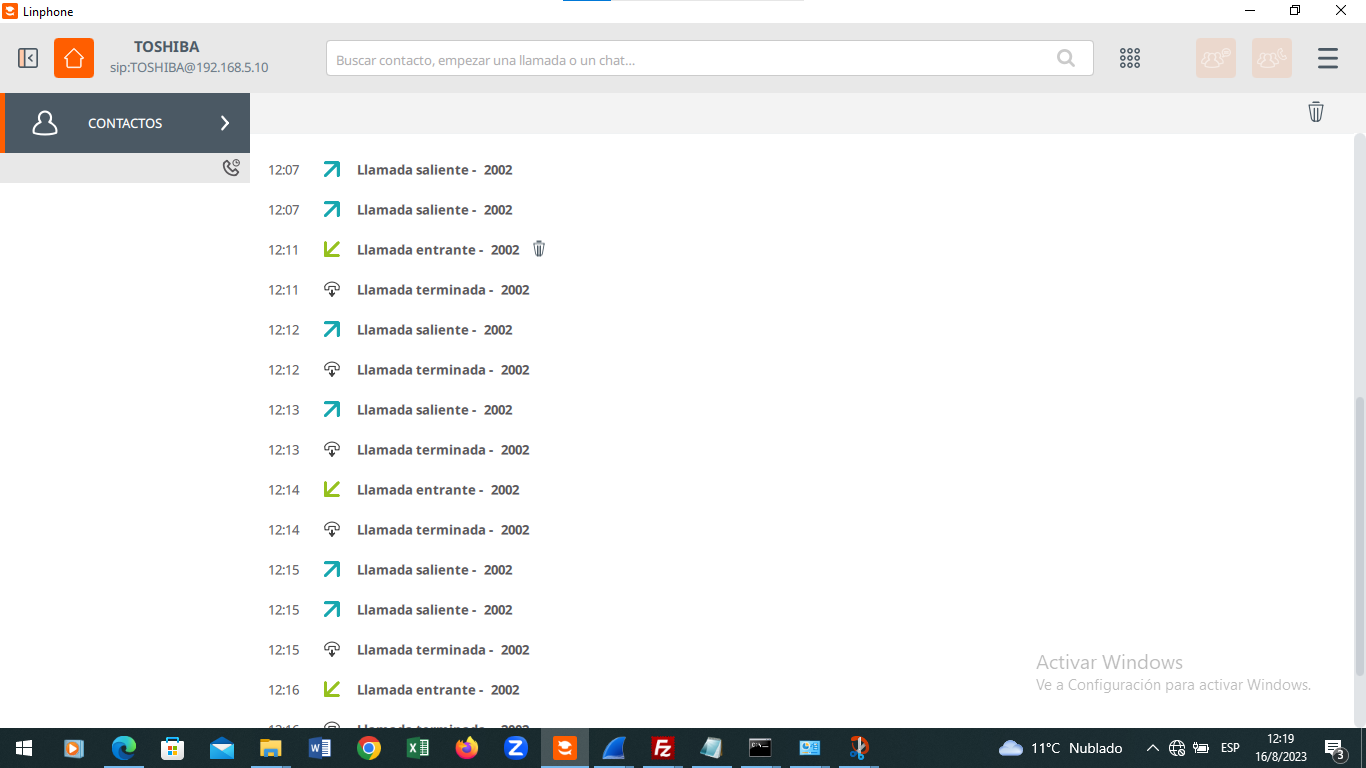 Linphone
TOSHIBA
sip:TOSHIBA@192.168.5.10
Buscar contacto, empezar una llamada o un chat...
CONTACTOS
12:07 Llamada saliente - 2002
12:07 Llamada saliente - 2002
12:11 Llamada entrante - 2002
12:11 Llamada terminada - 2002
12:12 Llamada saliente - 2002
12:12 Llamada terminada - 2002
12:13 Llamada saliente - 2002
12:13 Llamada terminada - 2002
12:14 Llamada entrante - 2002
12:14 Llamada terminada - 2002
12:15 Llamada saliente - 2002
12:15 Llamada saliente - 2002
12:15 Llamada terminada - 2002
12:16 Llamada entrante - 2002
12:16 Llamada terminada - 2002
Activar Windows
Ve a Configuración para activar Windows.
11°C Nublado
ESP
12:19
16/8/2023
3